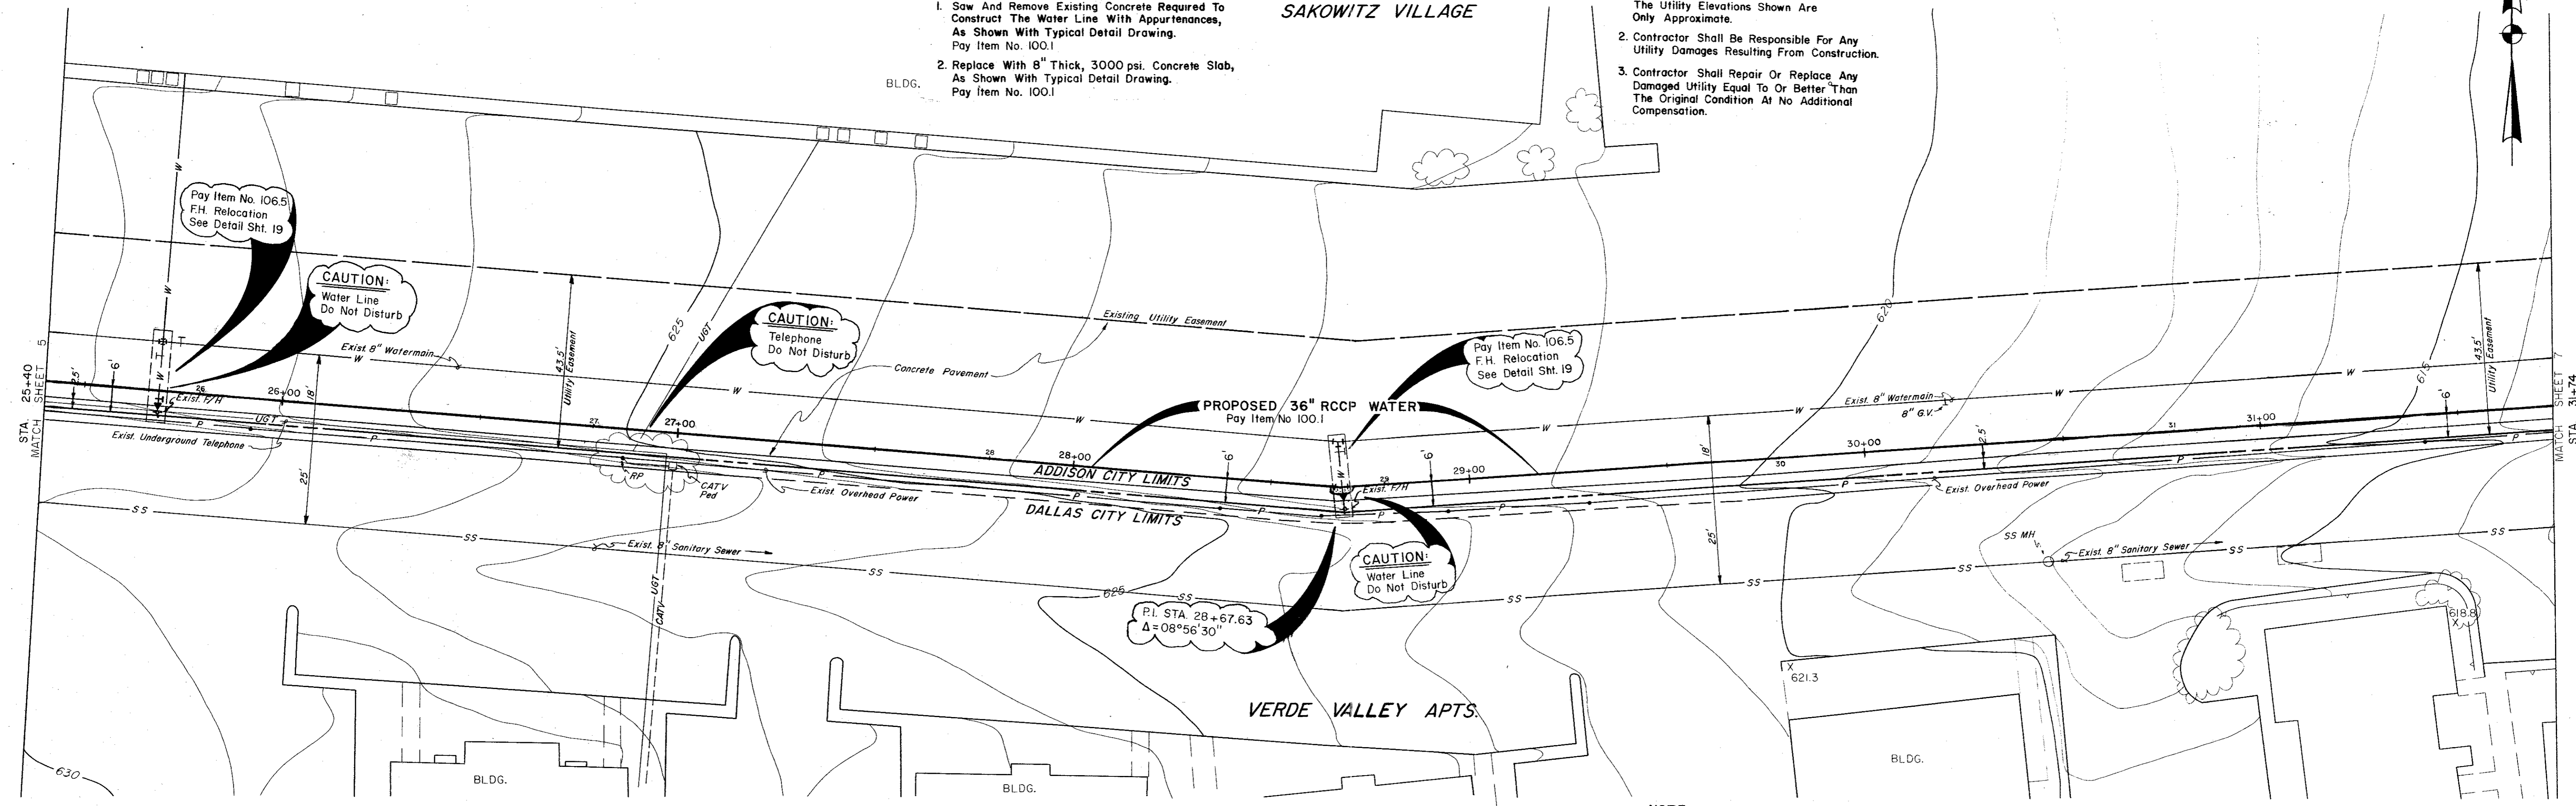 1. Saw And Remove Existing Concrete Required To
Construct The Water Line With Appurtenances,
As Shown With Typical Detail Drawing.
Pay Item No. 100.1
2. Replace With 8" Thick, 3000 psi. Concrete Slab,
As Shown With Typical Detail Drawing.
Pay Item No. 100.1
SAKOWITZ VILLAGE
The Utility Elevations Shown Are
Only Approximate.
2. Contractor Shall Be Responsible For Any
Utility Damages Resulting From Construction.
3. Contractor Shall Repair Or Replace Any
Damaged Utility Equal To Or Better Than
The Original Condition At No Additional
Compensation.
BLDG.
W
W
W
Pay Item No. 106.5
F.H. Relocation
See Detail Sht. 19
CAUTION:
Water Line
Do Not Disturb
CAUTION:
Telephone
Do Not Disturb
625
UGT
43.5'
Utility Easement
Existing Utility Easement
Concrete Pavement
Pay Item No. 106.5
F.H. Relocation
See Detail Sht. 19
620
615
43.5'
Utility Easement
STA. 25+40
MATCH SHEET 5
Exist. 8" Watermain
W
W
W
W
W
W
W
Exist. 8" Watermain
8" G.V.
2.5'
6'
Exist. F/H
26
26+00
18'
UGT
P
P
Exist. Underground Telephone
25'
27
27+00
RP
CATV
Ped
P
Exist. Overhead Power
28
28+00
PROPOSED 36" RCCP WATER
Pay Item No. 100.1
ADDISON CITY LIMITS
DALLAS CITY LIMITS
P
6'
P
W
29
Exist. F/H
6'
29+00
P
P
18'
25'
30
30+00
2.5'
P
Exist. Overhead Power
31
31+00
P
6'
MATCH SHEET 7
STA. 31+74
SS
SS
Exist. 8" Sanitary Sewer
SS
625
SS
SS
SS
SS
SS MH
Exist. 8" Sanitary Sewer
SS
SS
CATV
UGT
CAUTION:
Water Line
Do Not Disturb
P.I. STA. 28+67.63
Δ=08°56'30"
618.8
X
X
621.3
VERDE VALLEY APTS.
630
BLDG.
BLDG.
BLDG.